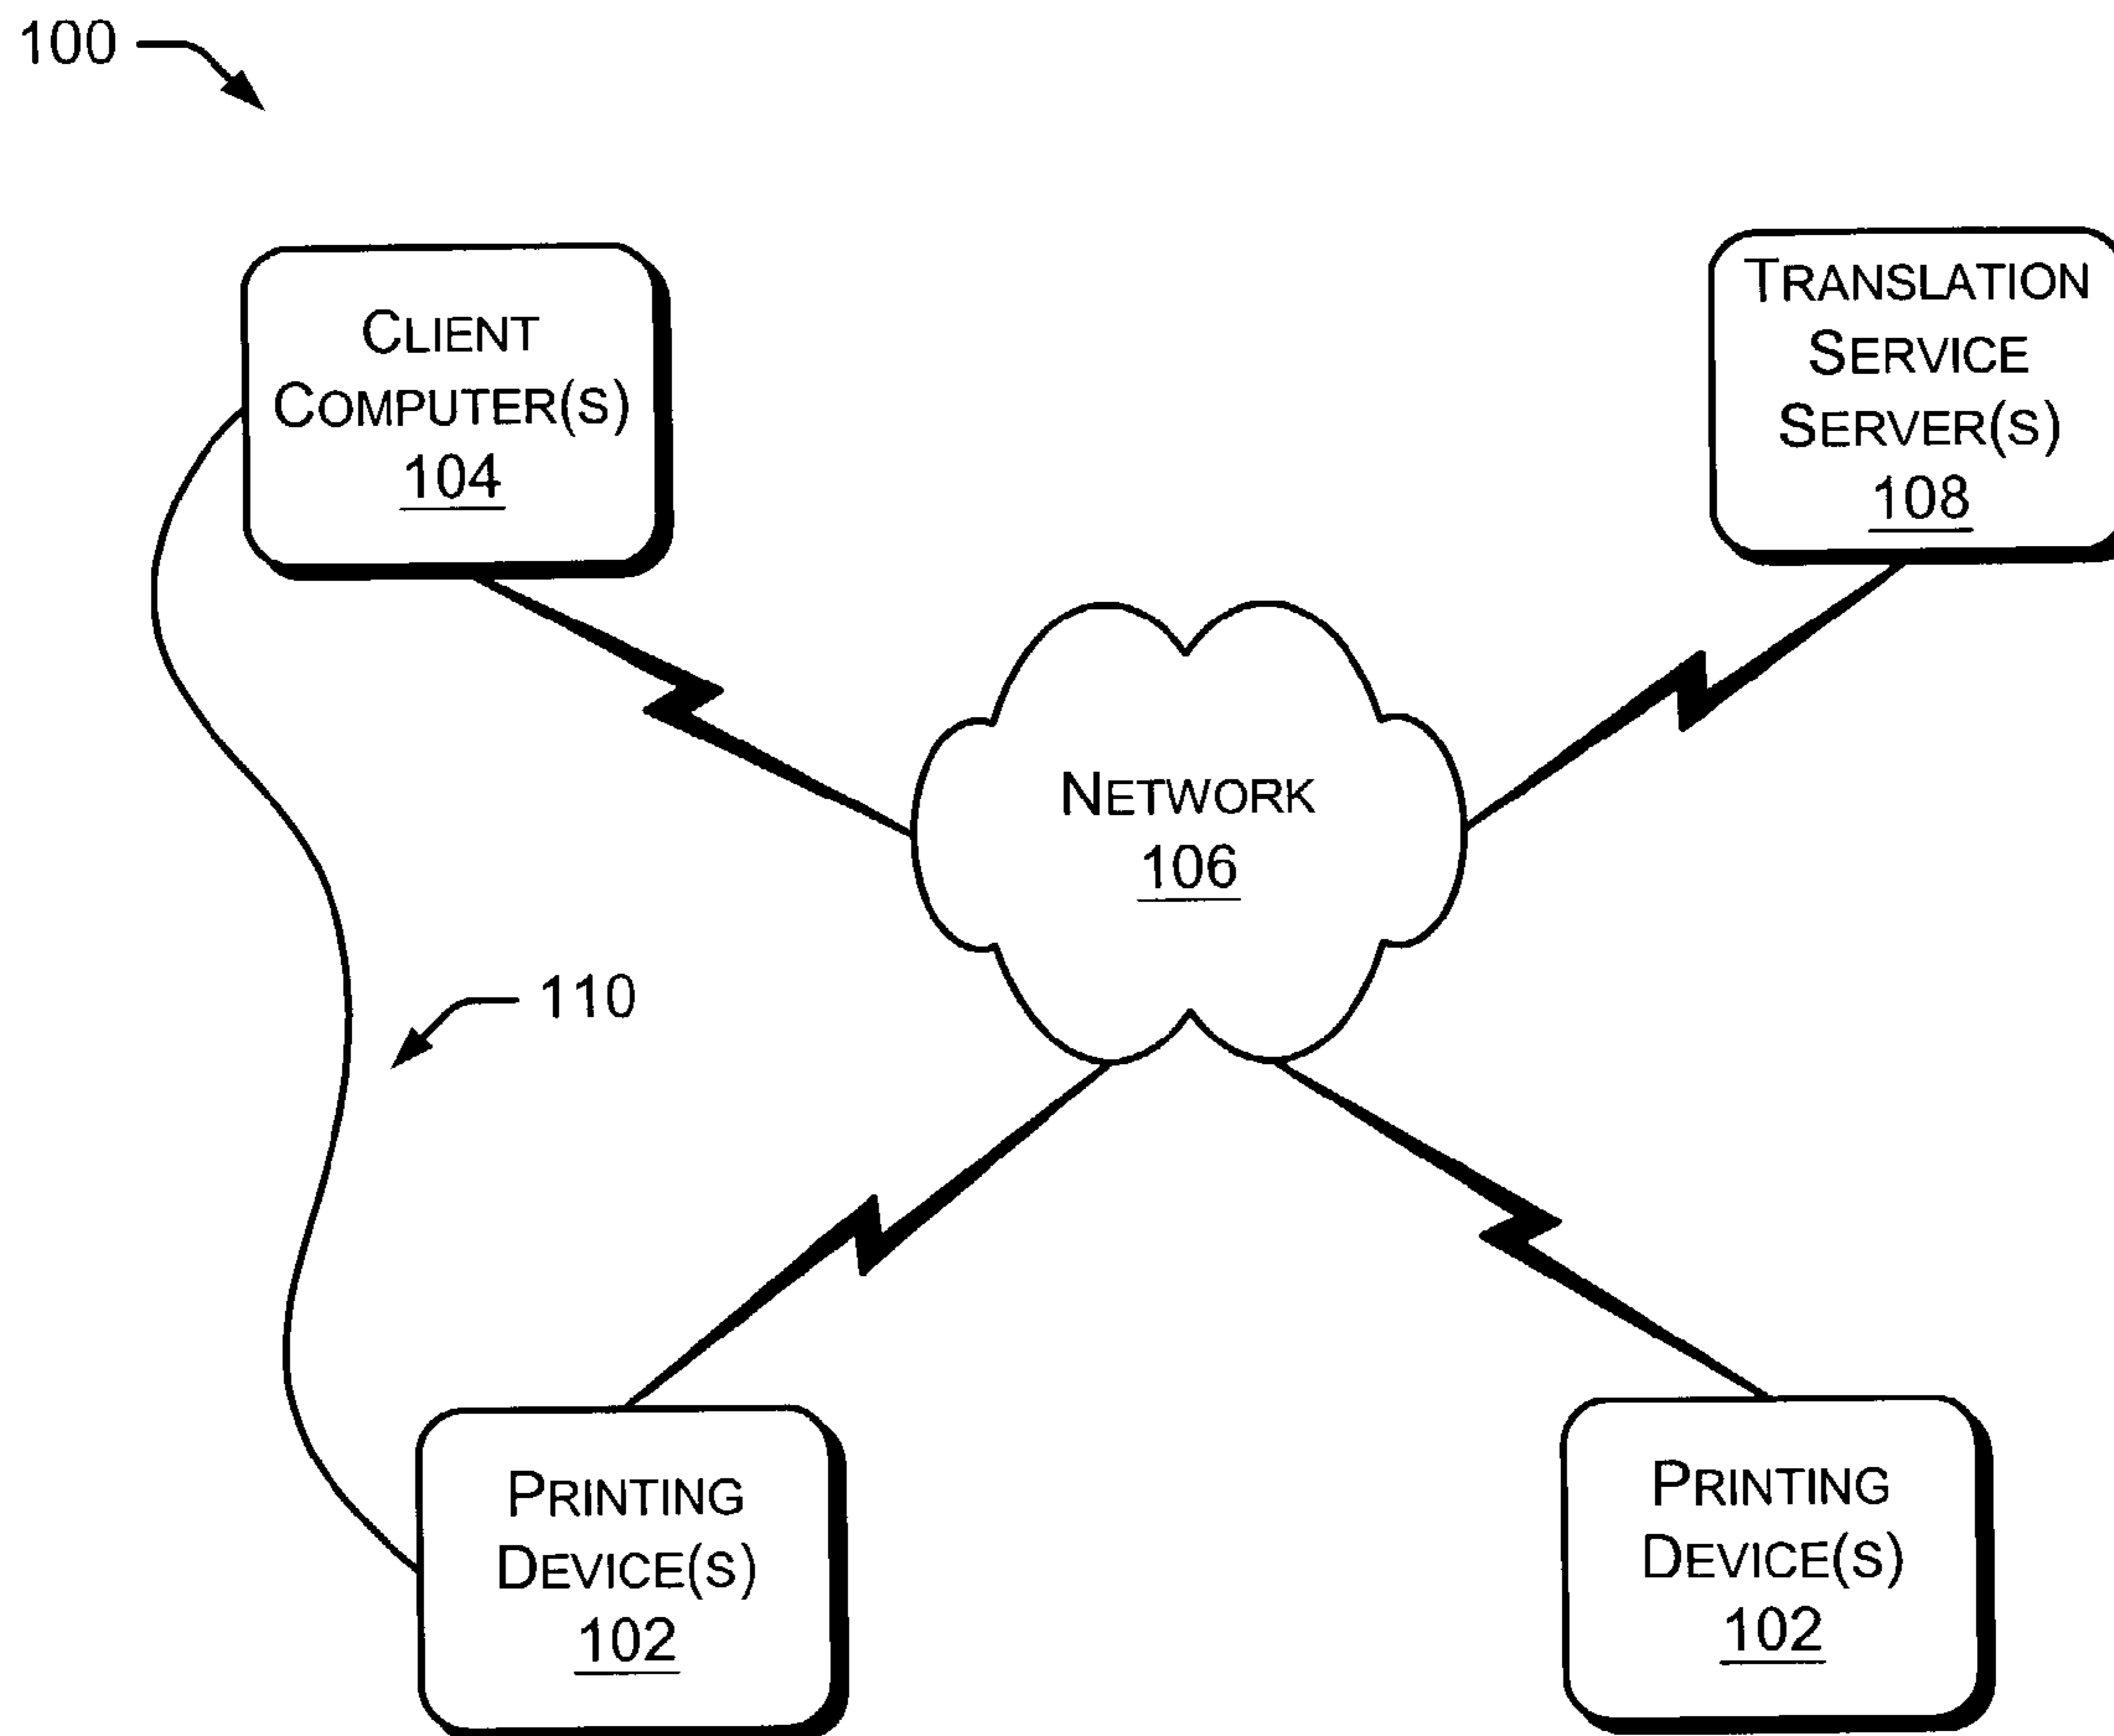 100
CLIENT
COMPUTER(S)
104
TRANSLATION
SERVICE
SERVER(S)
108
NETWORK
106
110
PRINTING
DEVICE(S)
102
PRINTING
DEVICE(S)
102